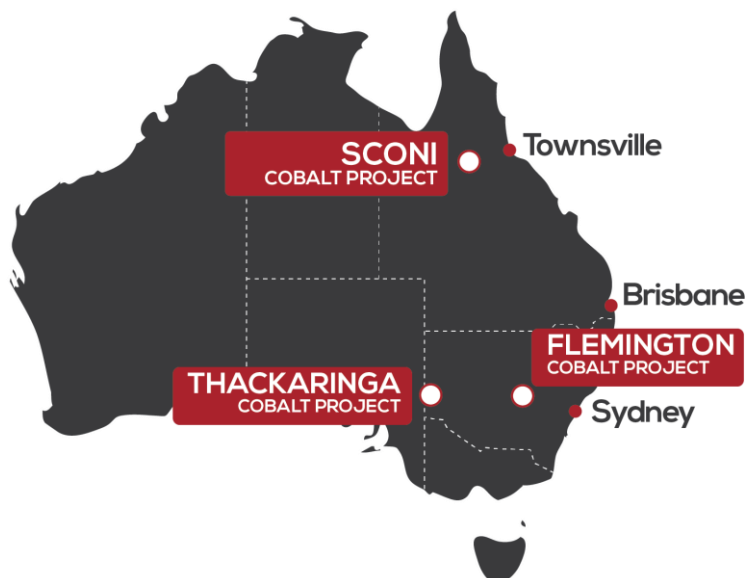 SCONI
COBALT PROJECT
Townsville
Brisbane
FLEMINGTON
COBALT PROJECT
THACKARINGA
COBALT PROJECT
Sydney